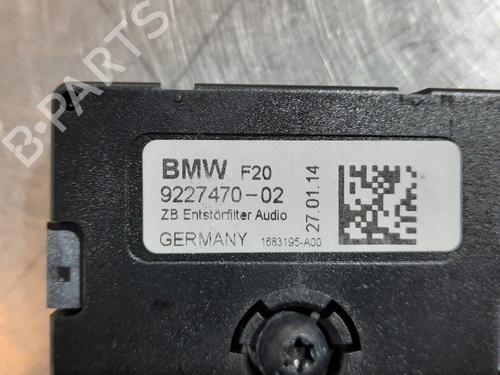 B-PARTS
BMW F20
9227470-02
ZB Entstörfilter Audio
GERMANY 1683195-A00
27.01.14